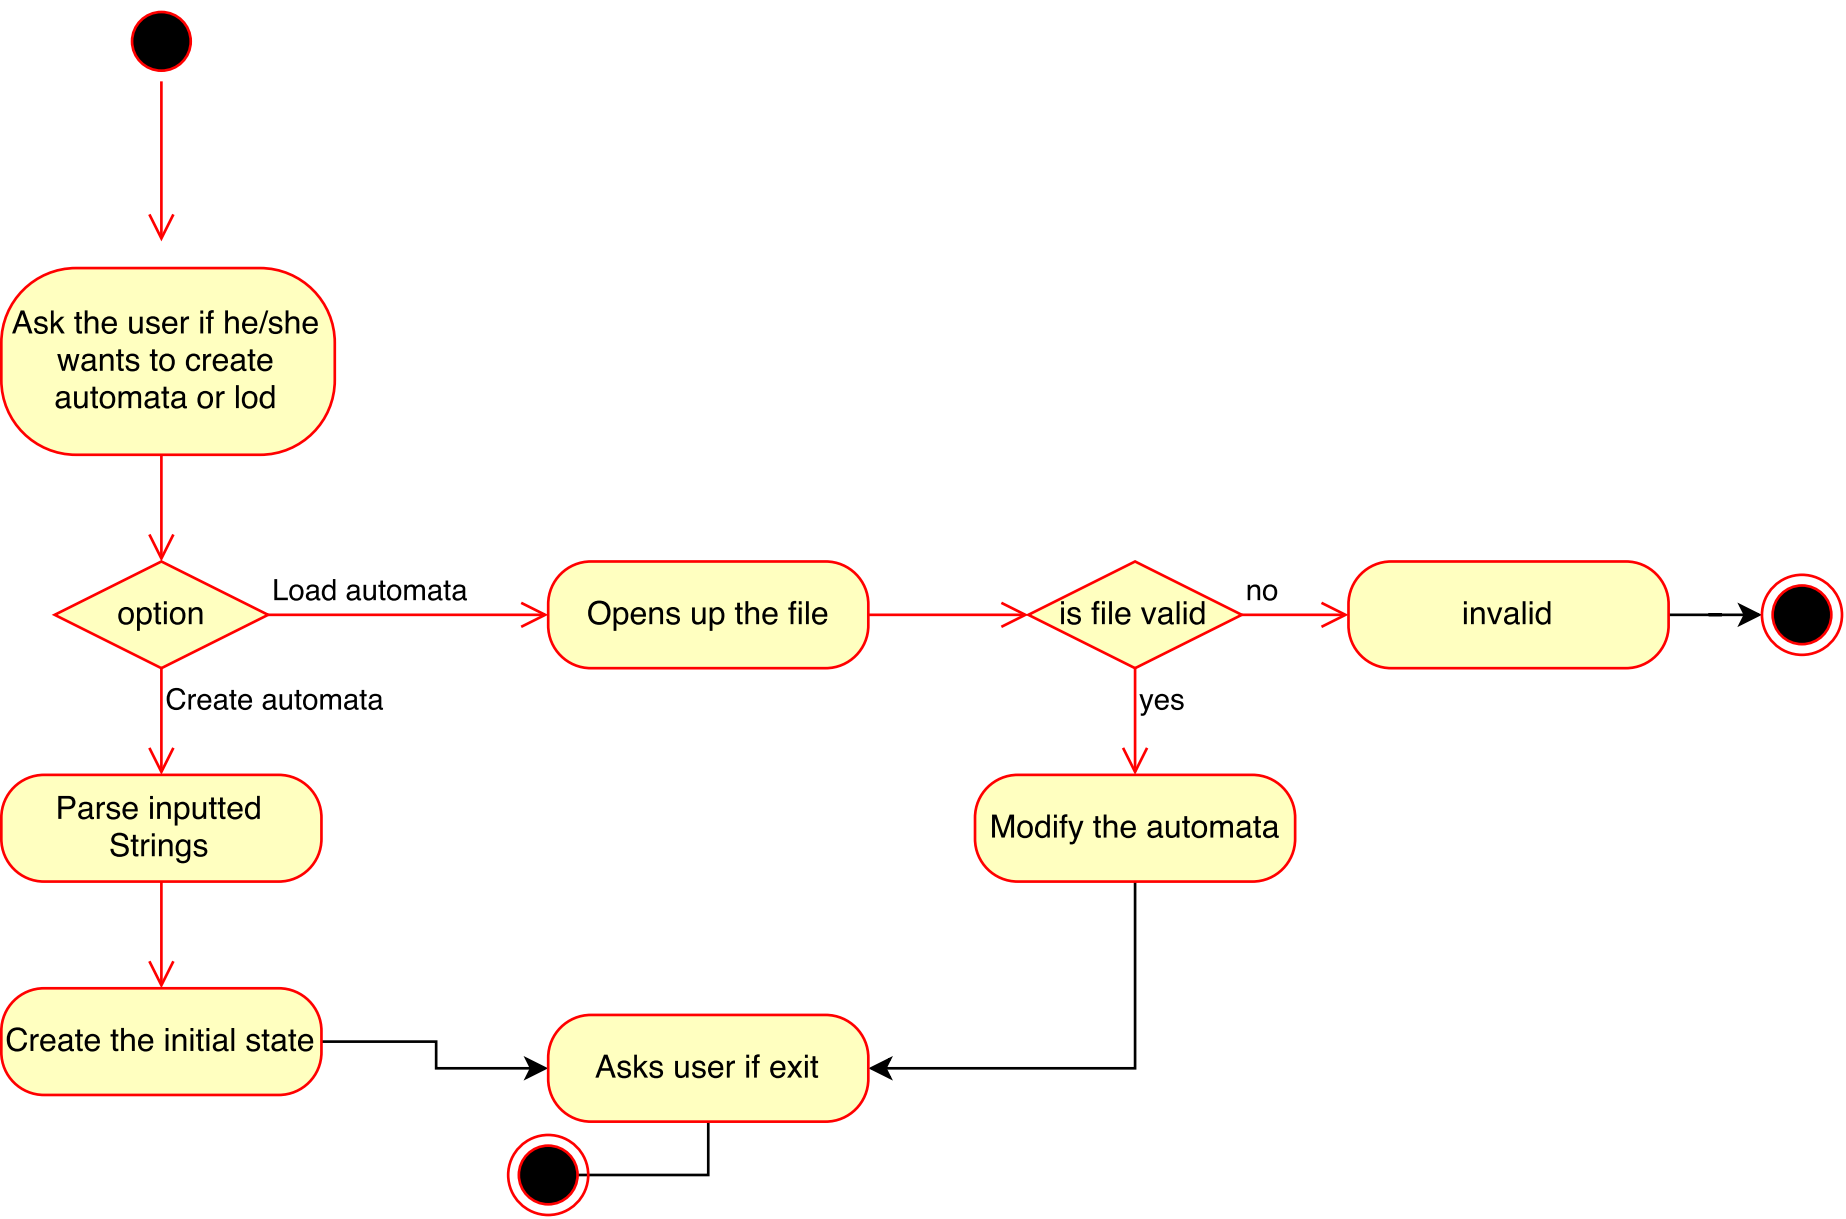 Ask the user if he/she
wants to create
automata or lod
option
Load automata
Opens up the file
is file valid
no
invalid
Create automata
yes
Parse inputted
Strings
Modify the automata
Create the initial state
Asks user if exit